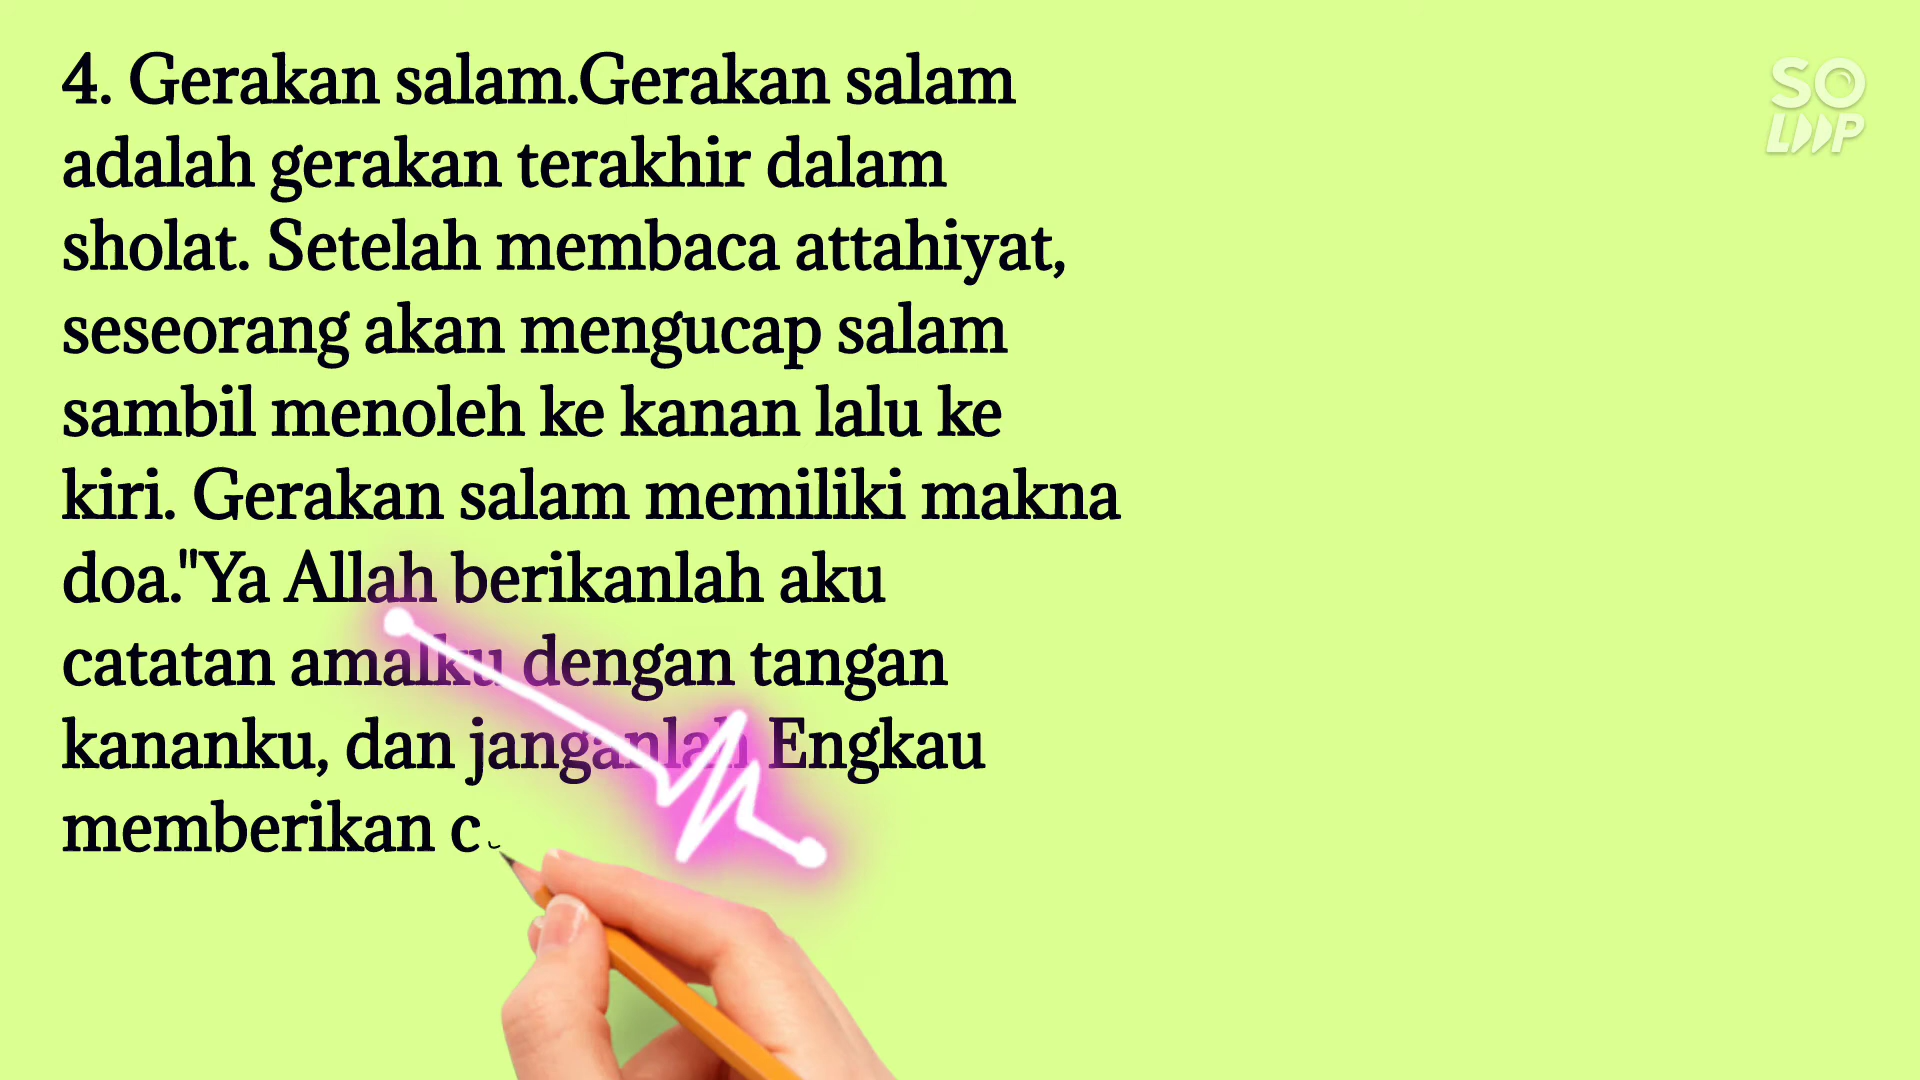 4. Gerakan salam.Gerakan salam
adalah gerakan terakhir dalam
sholat. Setelah membaca attahiyat,
seseorang akan mengucap salam
sambil menoleh ke kanan lalu ke
kiri. Gerakan salam memiliki makna
doa."Ya Allah berikanlah aku
catatan amalku dengan tangan
kananku, dan janganlah Engkau
memberikan c
SO
LOOP